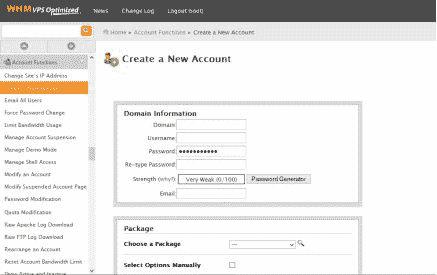 WHM VPS Optimized
News
Change Log
Logout (root)
Home » Account Functions » Create a New Account
Account Functions
Change Site's IP Address
Email All Users
Force Password Change
Limit Bandwidth Usage
Manage Account Suspension
Manage Demo Mode
Manage Shell Access
Modify an Account
Modify Suspended Account Page
Password Modification
Quota Modification
Raw Apache Log Download
Raw FTP Log Download
Rearrange an Account
Reset Account Bandwidth Limit
Create a New Account
Domain Information
Domain:
Username:
Password:
Re-type Password:
Strength (why?):
Very Weak (0/100)
Password Generator
Email:
Package
Choose a Package
---
Select Options Manually